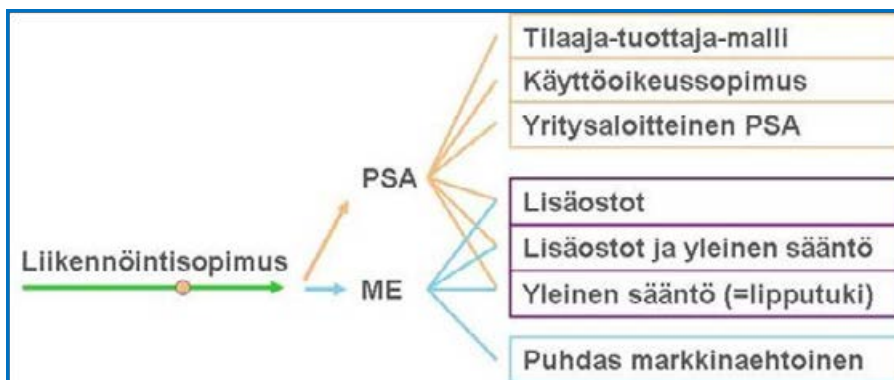 Tilaaja-tuottaja-malli
Käyttöoikeussopimus
Yritysaloitteinen PSA
PSA
Lisäostot
Lisäostot ja yleinen sääntö
Liikennöintisopimus
ME
Yleinen sääntö (=lipputuki)
Puhdas markkinaehtoinen